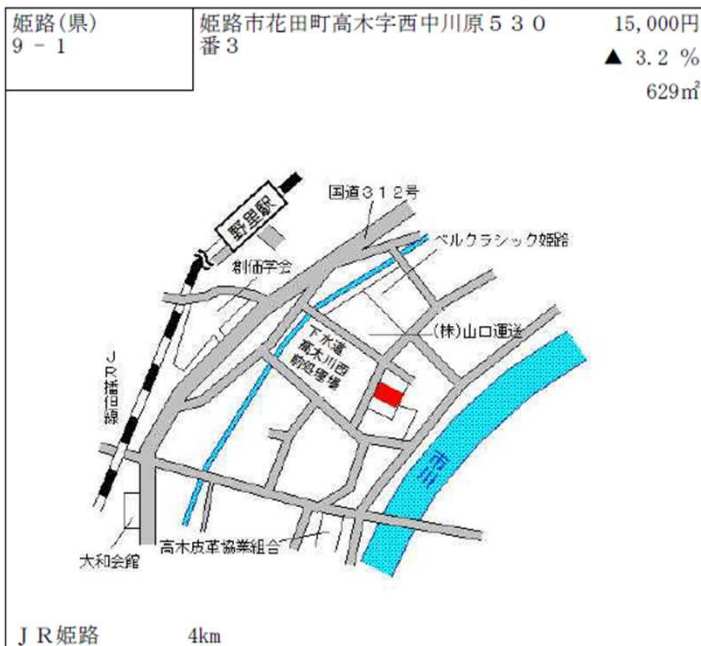 姫路(県)
9 - 1
姫路市花田町高木字西中川原５３０
番３
15,000円
▲ 3.2 %
629㎡
野里駅
国道３１２号
ベルクラシック姫路
創価学会
(株)山口運送
下水道
高木川西
前処理場
ＪＲ播但線
市川
高木皮革協業組合
大和会館
ＪＲ姫路 4km